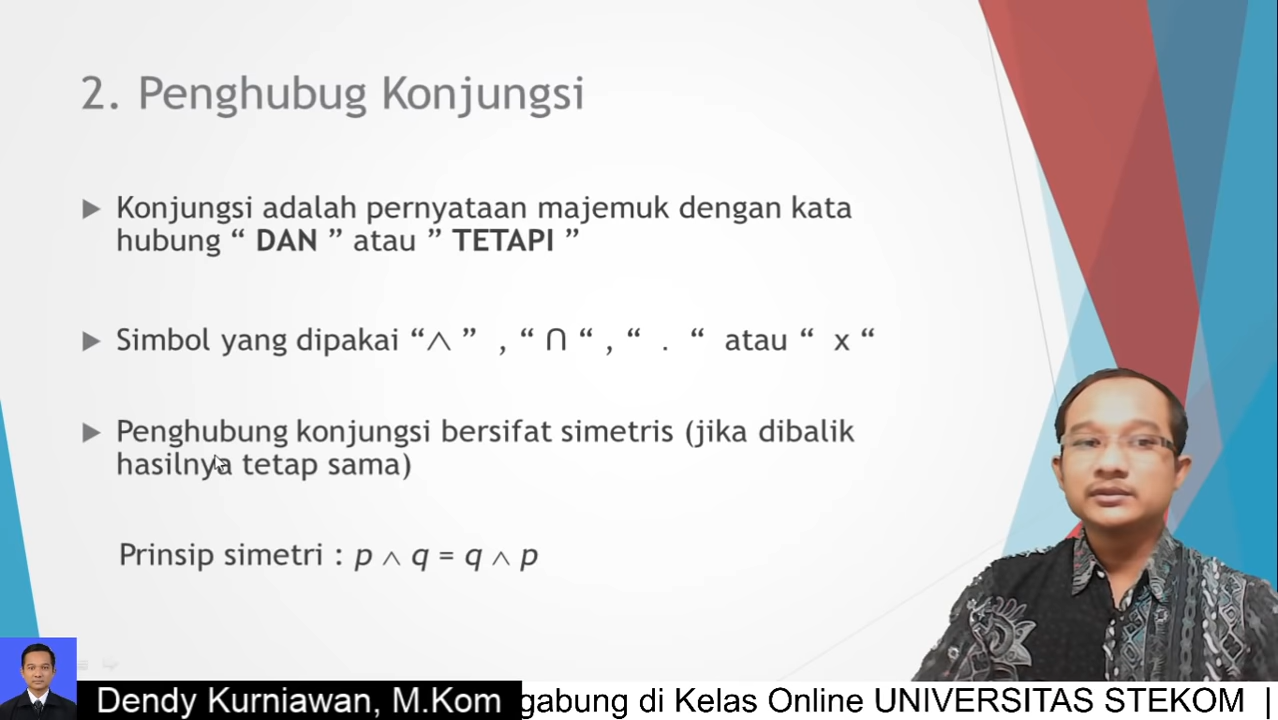 2. Penghubug Konjungsi
Konjungsi adalah pernyataan majemuk dengan kata
hubung “ DAN ” atau ” TETAPI ”
Simbol yang dipakai “∧ ” , “ ∩ “ , “ . “ atau “ x “
Penghubung konjungsi bersifat simetris (jika dibalik
hasilnya tetap sama)
Prinsip simetri : p ∧ q = q ∧ p
Dendy Kurniawan, M.Kom
gabung di Kelas Online UNIVERSITAS STEKOM |